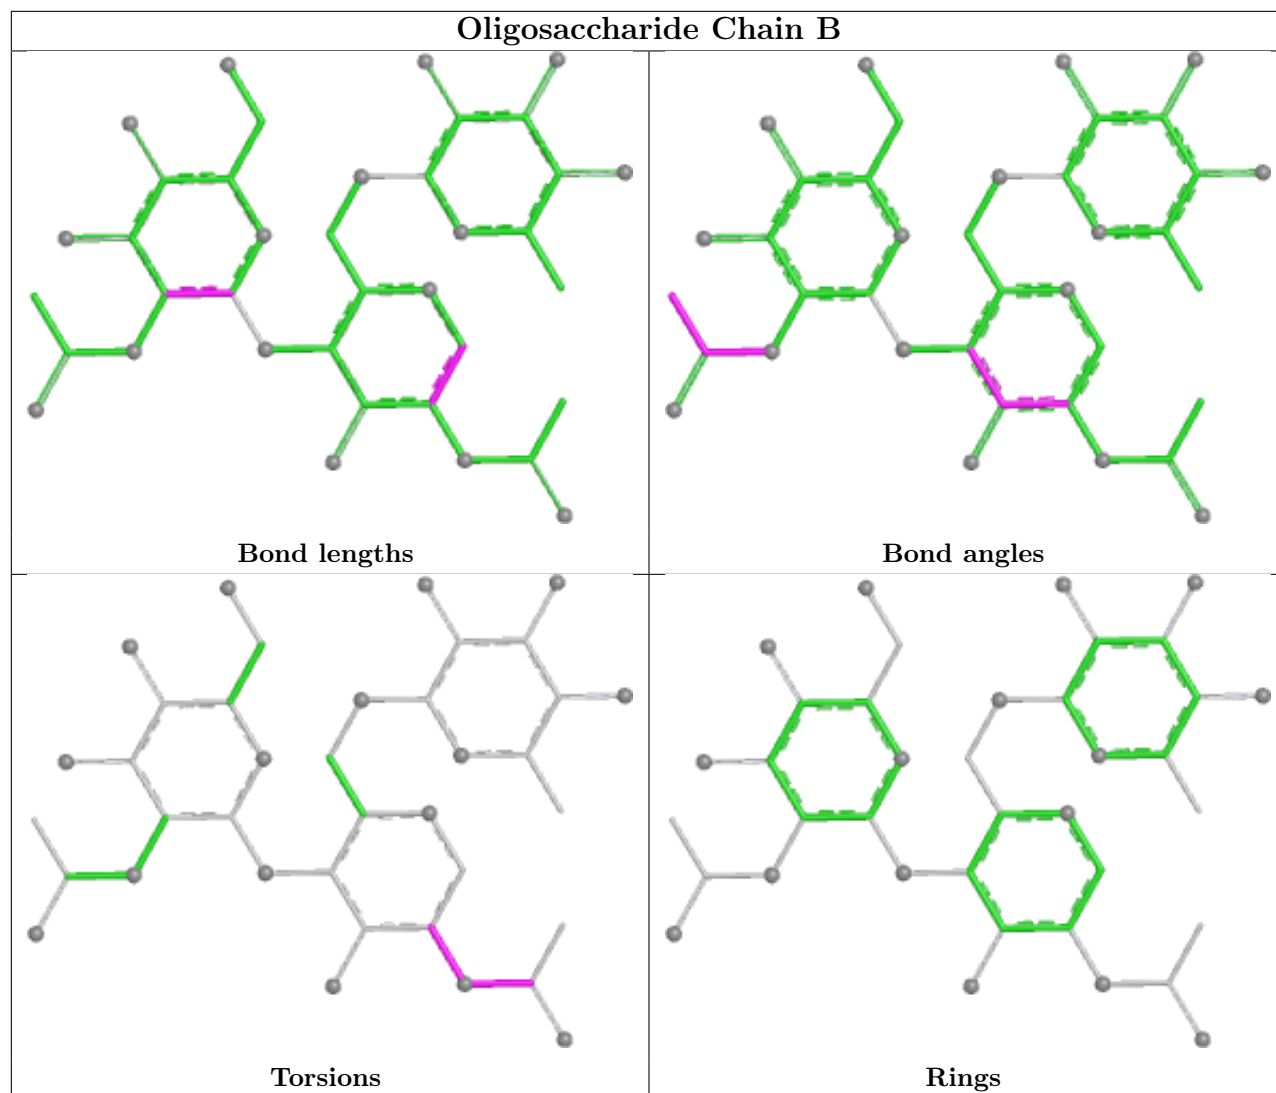 Oligosaccharide Chain B
Bond lengths
Bond angles
Torsions
Rings